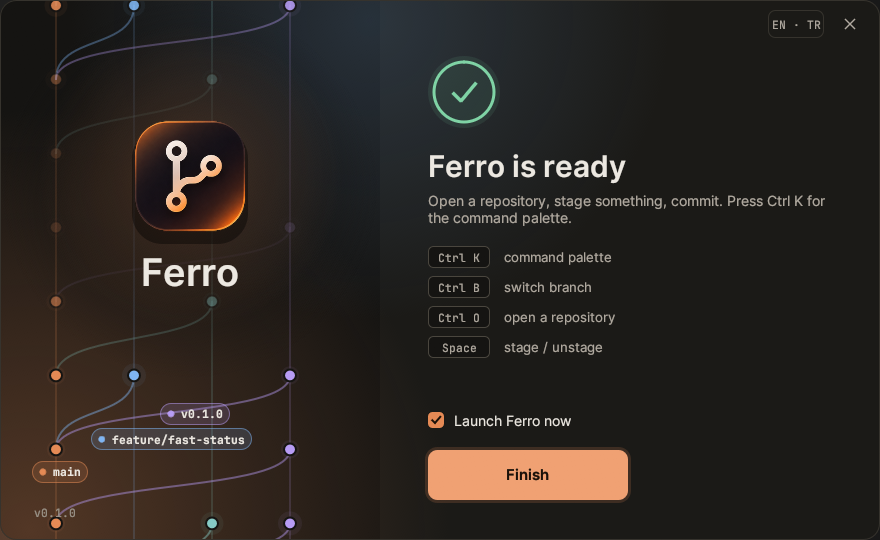 EN · TR
Ferro
v0.1.0
feature/fast-status
main
v0.1.0
Ferro is ready
Open a repository, stage something, commit. Press Ctrl K for
the command palette.
Ctrl K command palette
Ctrl B switch branch
Ctrl O open a repository
Space stage / unstage
Launch Ferro now
Finish